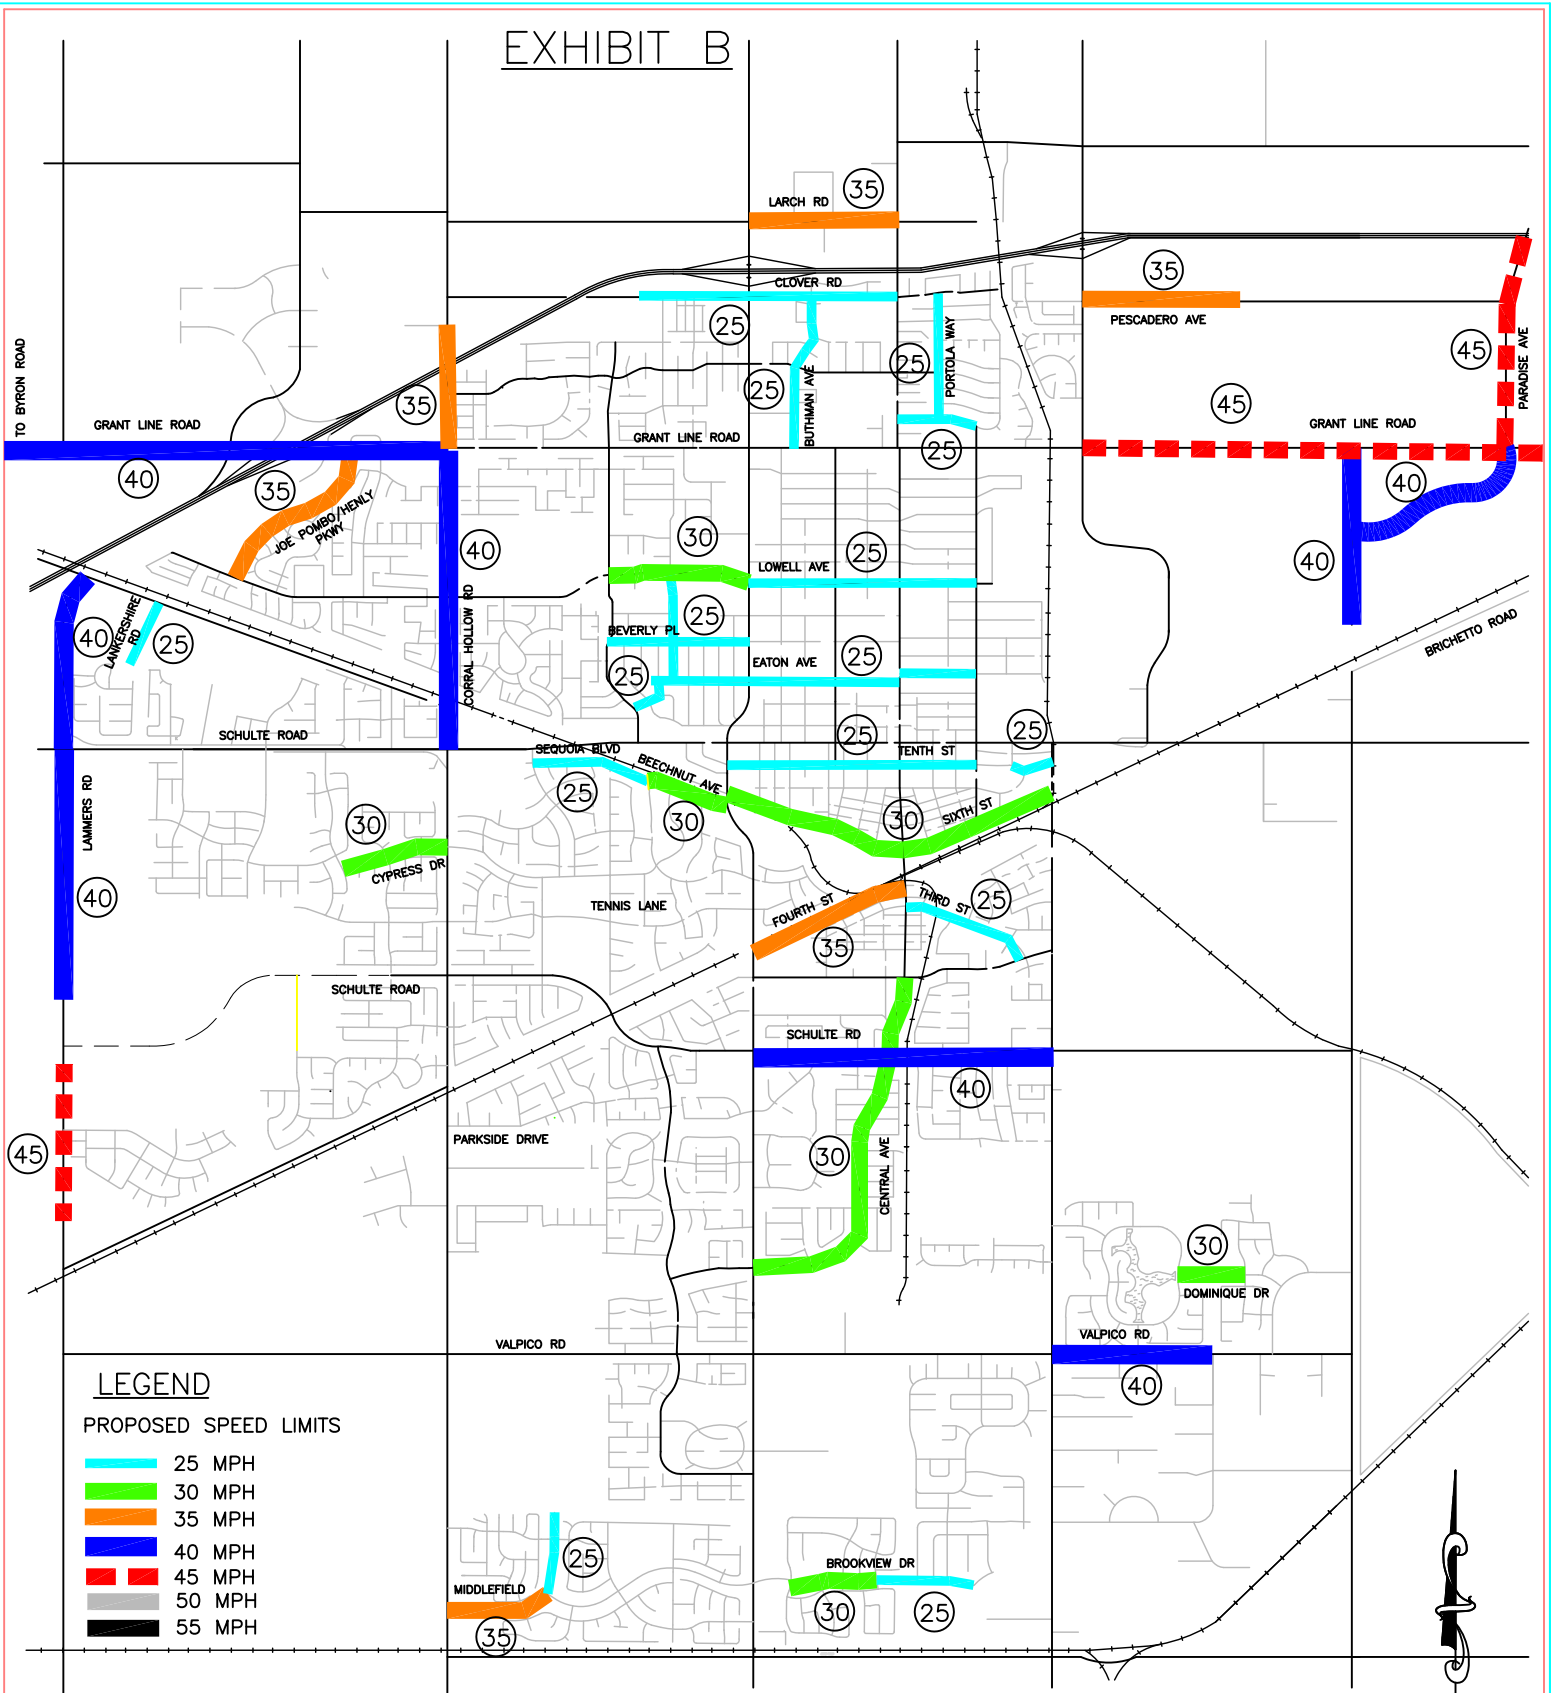 EXHIBIT B
35
LARCH RD
35
CLOVER RD
PESCADERO AVE
25
25
PORTOLA WAY
45
PARADISE AVE
TO BYRON ROAD
35
25
BUTHMAN AVE
45
GRANT LINE ROAD
GRANT LINE ROAD
GRANT LINE ROAD
25
40
35
40
JOE POMBO/HENLY
PKWY
40
30
25
40
LOWELL AVE
LANKERSHIRE
RD
40
25
CORRAL HOLLOW RD
25
BEVERLY PL
25
EATON AVE
25
BRICHETTO ROAD
SCHULTE ROAD
25
25
SEQUOIA BLVD
TENTH ST
BEECHNUT AVE
25
LAMMERS RD
30
30
30
SIXTH ST
CYPRESS DR
40
TENNIS LANE
FOURTH ST
THIRD ST
25
35
SCHULTE ROAD
SCHULTE RD
40
45
PARKSIDE DRIVE
30
CENTRAL AVE
30
DOMINIQUE DR
VALPICO RD
VALPICO RD
40
LEGEND
PROPOSED SPEED LIMITS
25 MPH
30 MPH
35 MPH
40 MPH
45 MPH
50 MPH
55 MPH
25
MIDDLEFIELD
35
BROOKVIEW DR
30
25